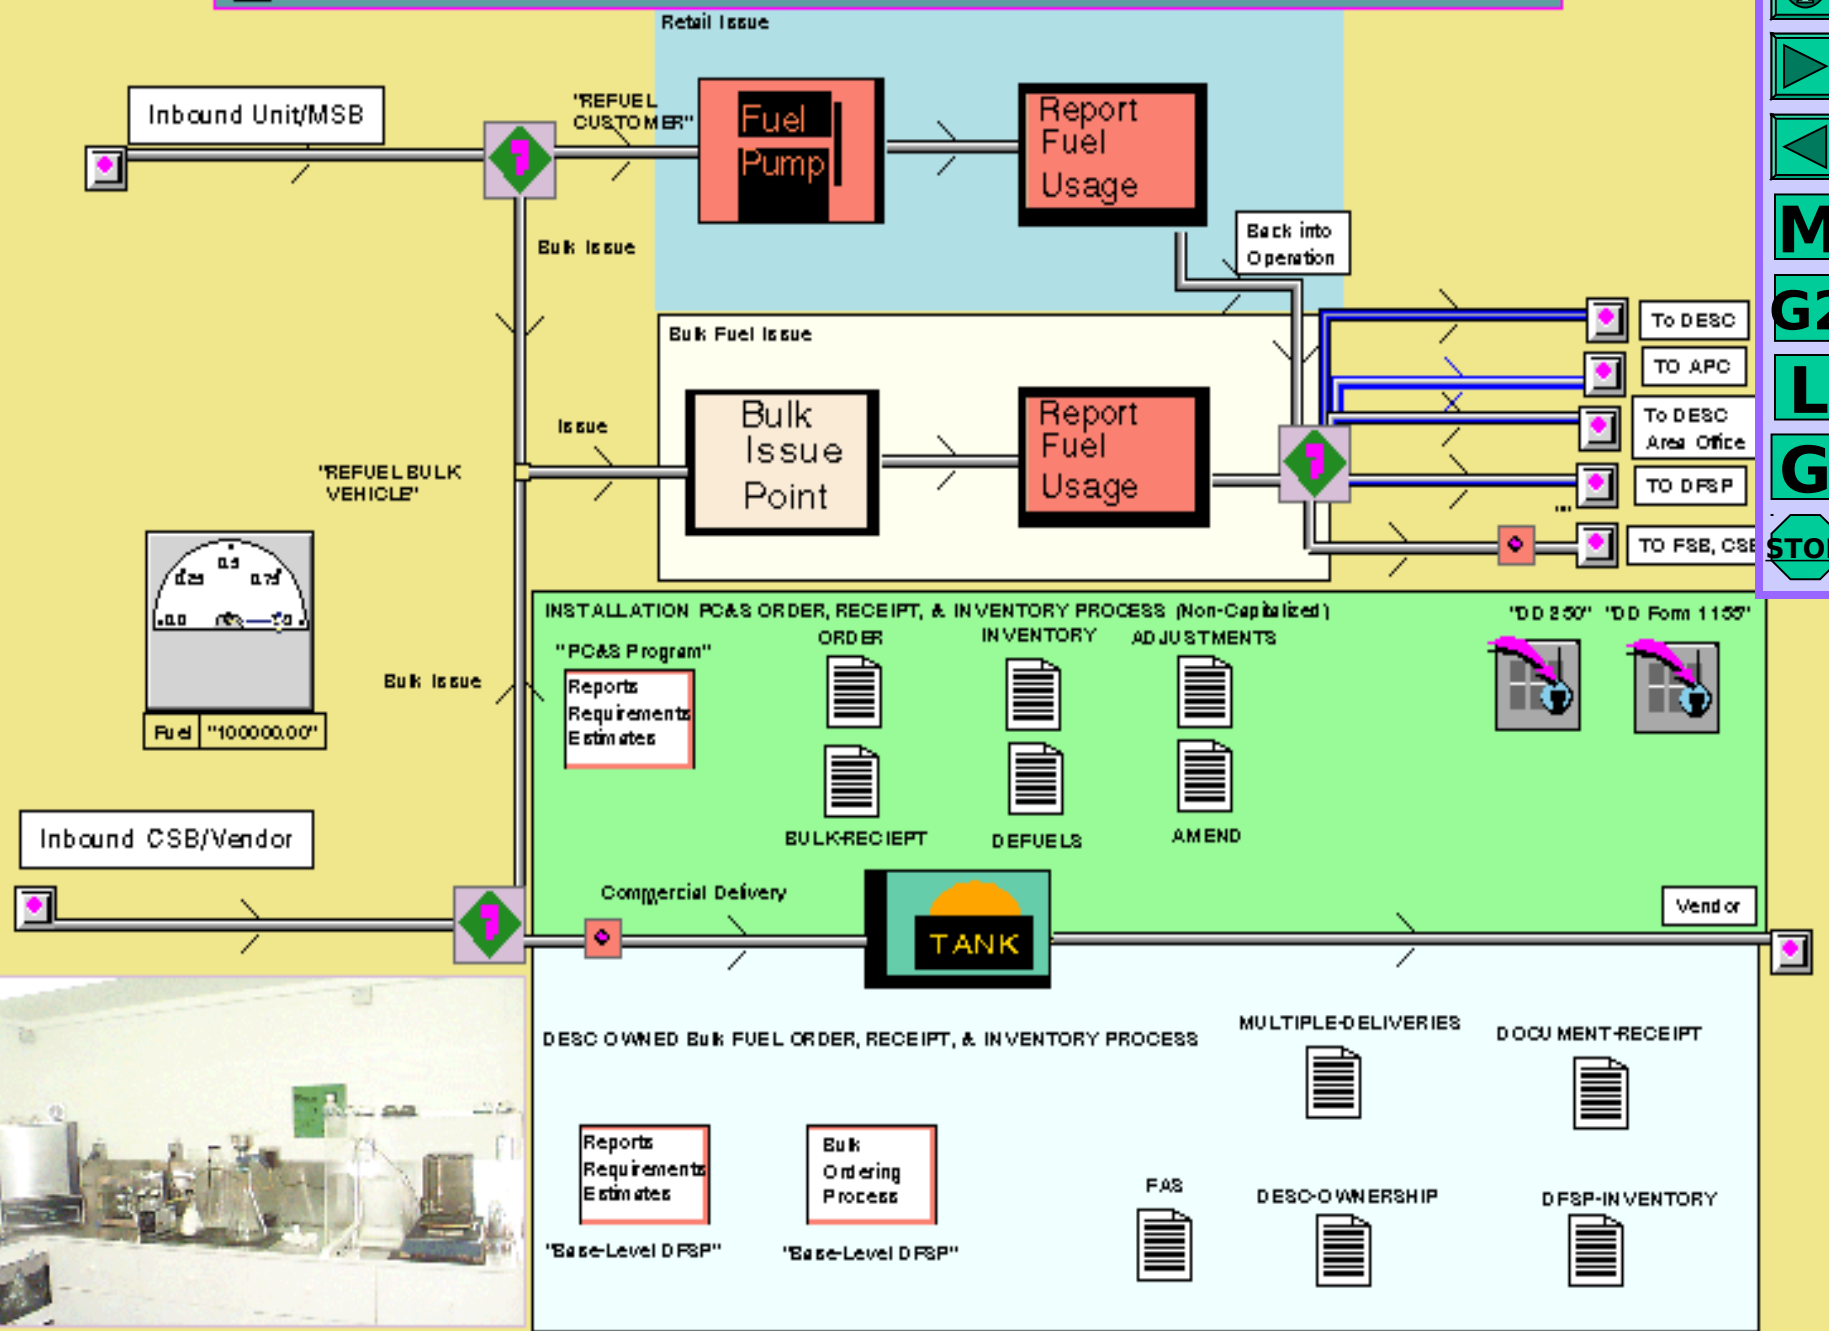 Retail Issue
Inbound Unit/MSB
"REFUEL
CUSTOMER"
Fuel
Pump
Report
Fuel
Usage
Bulk Issue
Back into
Operation
Bulk Fuel Issue
To DESC
TO APC
To DESC
Area Office
TO DFSP
TO FSB, CSB
Issue
Bulk
Issue
Point
Report
Fuel
Usage
"REFUEL BULK
VEHICLE"
0.0
0.25
0.5
0.75
Fuel "100000.00"
Bulk Issue
M
G2
L
G
STOP
INSTALLATION PC&S ORDER, RECEIPT, & INVENTORY PROCESS (Non-Capitalized)
"DD 250" "DD Form 1155"
"PC&S Program"
Reports
Requirements
Estimates
ORDER
INVENTORY
ADJUSTMENTS
BULK-RECIEPT
DEFUELS
AMEND
Inbound CSB/Vendor
Commercial Delivery
TANK
Vendor
DESC OWNED Bulk FUEL ORDER, RECEIPT, & INVENTORY PROCESS
MULTIPLE-DELIVERIES
DOCUMENT-RECEIPT
Reports
Requirements
Estimates
"Base-Level DFSP"
Bulk
Ordering
Process
"Base-Level DFSP"
FAS
DESC-OWNERSHIP
DFSP-INVENTORY